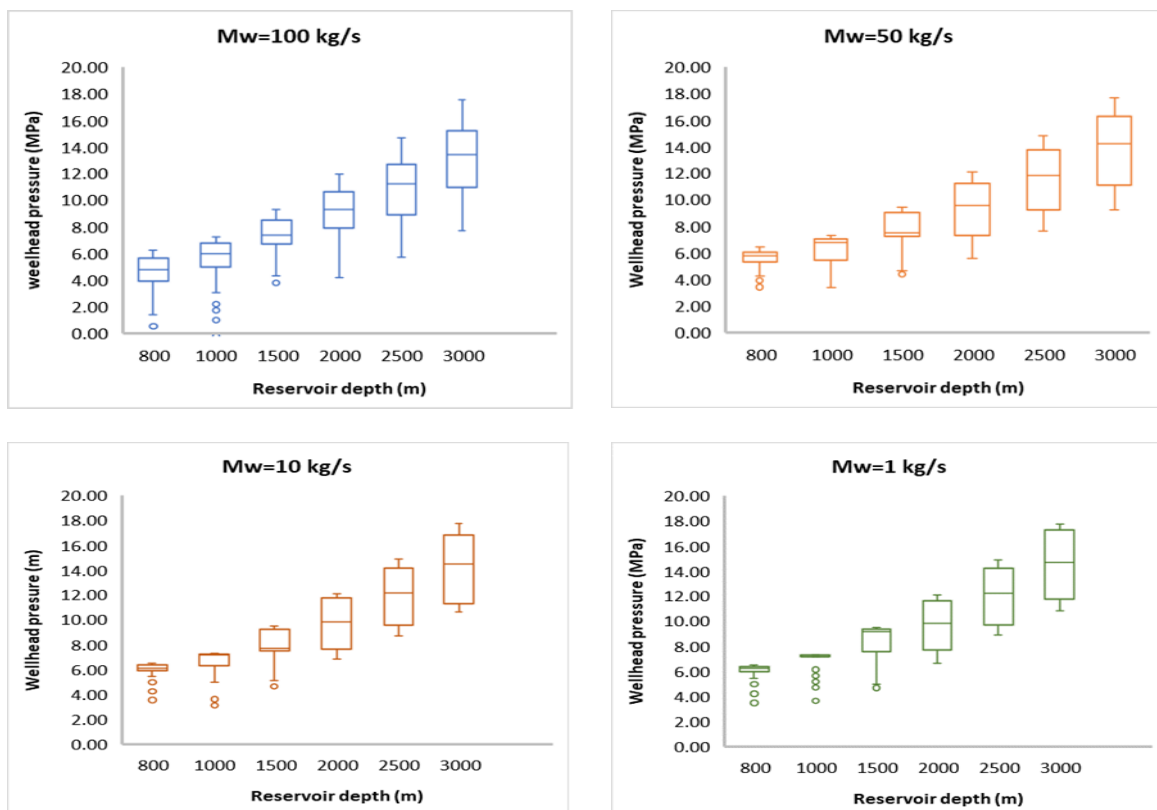 Mw=100 kg/s
weelhead pressure (MPa)
20.00
18.00
16.00
14.00
12.00
10.00
8.00
6.00
4.00
2.00
0.00
800 1000 1500 2000 2500 3000
Reservoir depth (m)
Mw=50 kg/s
Wellhead pressure (MPa)
20.00
18.00
16.00
14.00
12.00
10.00
8.00
6.00
4.00
2.00
0.00
800 1000 1500 2000 2500 3000
Reservoir depth (m)
Mw=10 kg/s
Wellhead presure (m)
20.00
18.00
16.00
14.00
12.00
10.00
8.00
6.00
4.00
2.00
0.00
800 1000 1500 2000 2500 3000
Reservoir depth (m)
Mw=1 kg/s
Wellhead pressure (MPa)
20.00
18.00
16.00
14.00
12.00
10.00
8.00
6.00
4.00
2.00
0.00
800 1000 1500 2000 2500 3000
Reservoir depth (m)